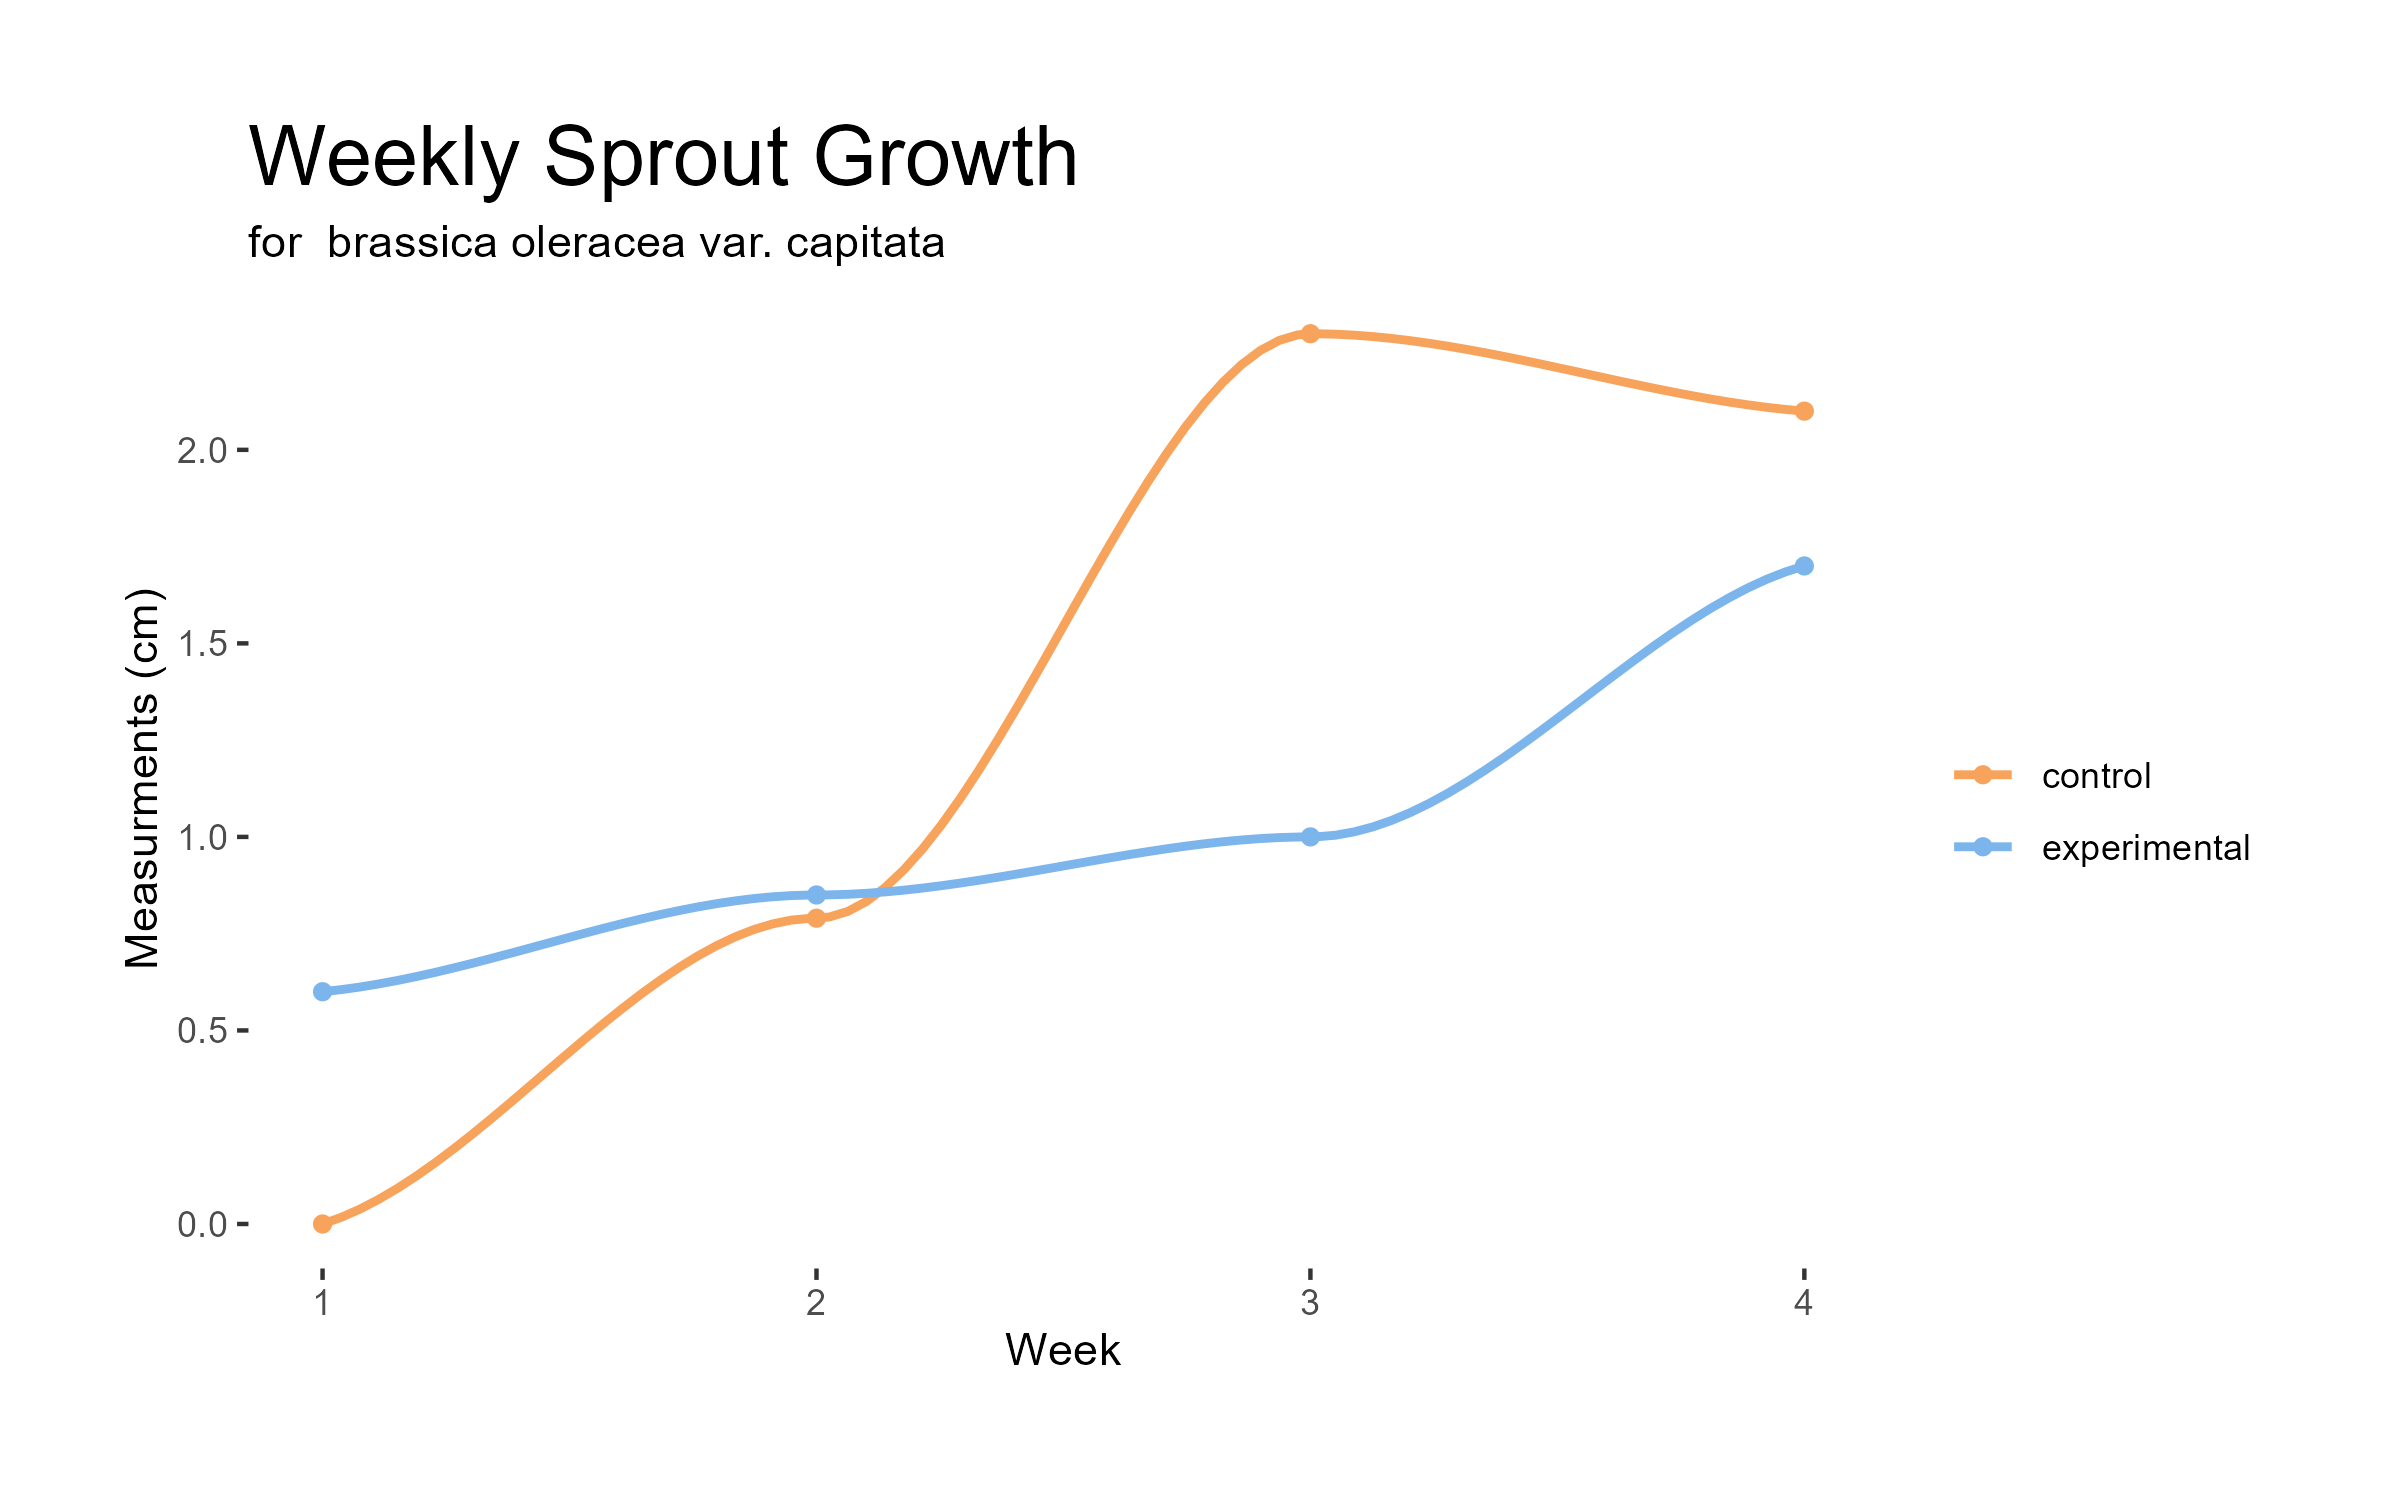 Weekly Sprout Growth
for  brassica oleracea var. capitata
Measurments (cm)
2.0
1.5
1.0
0.5
0.0
1 2 3 4
Week
control
experimental